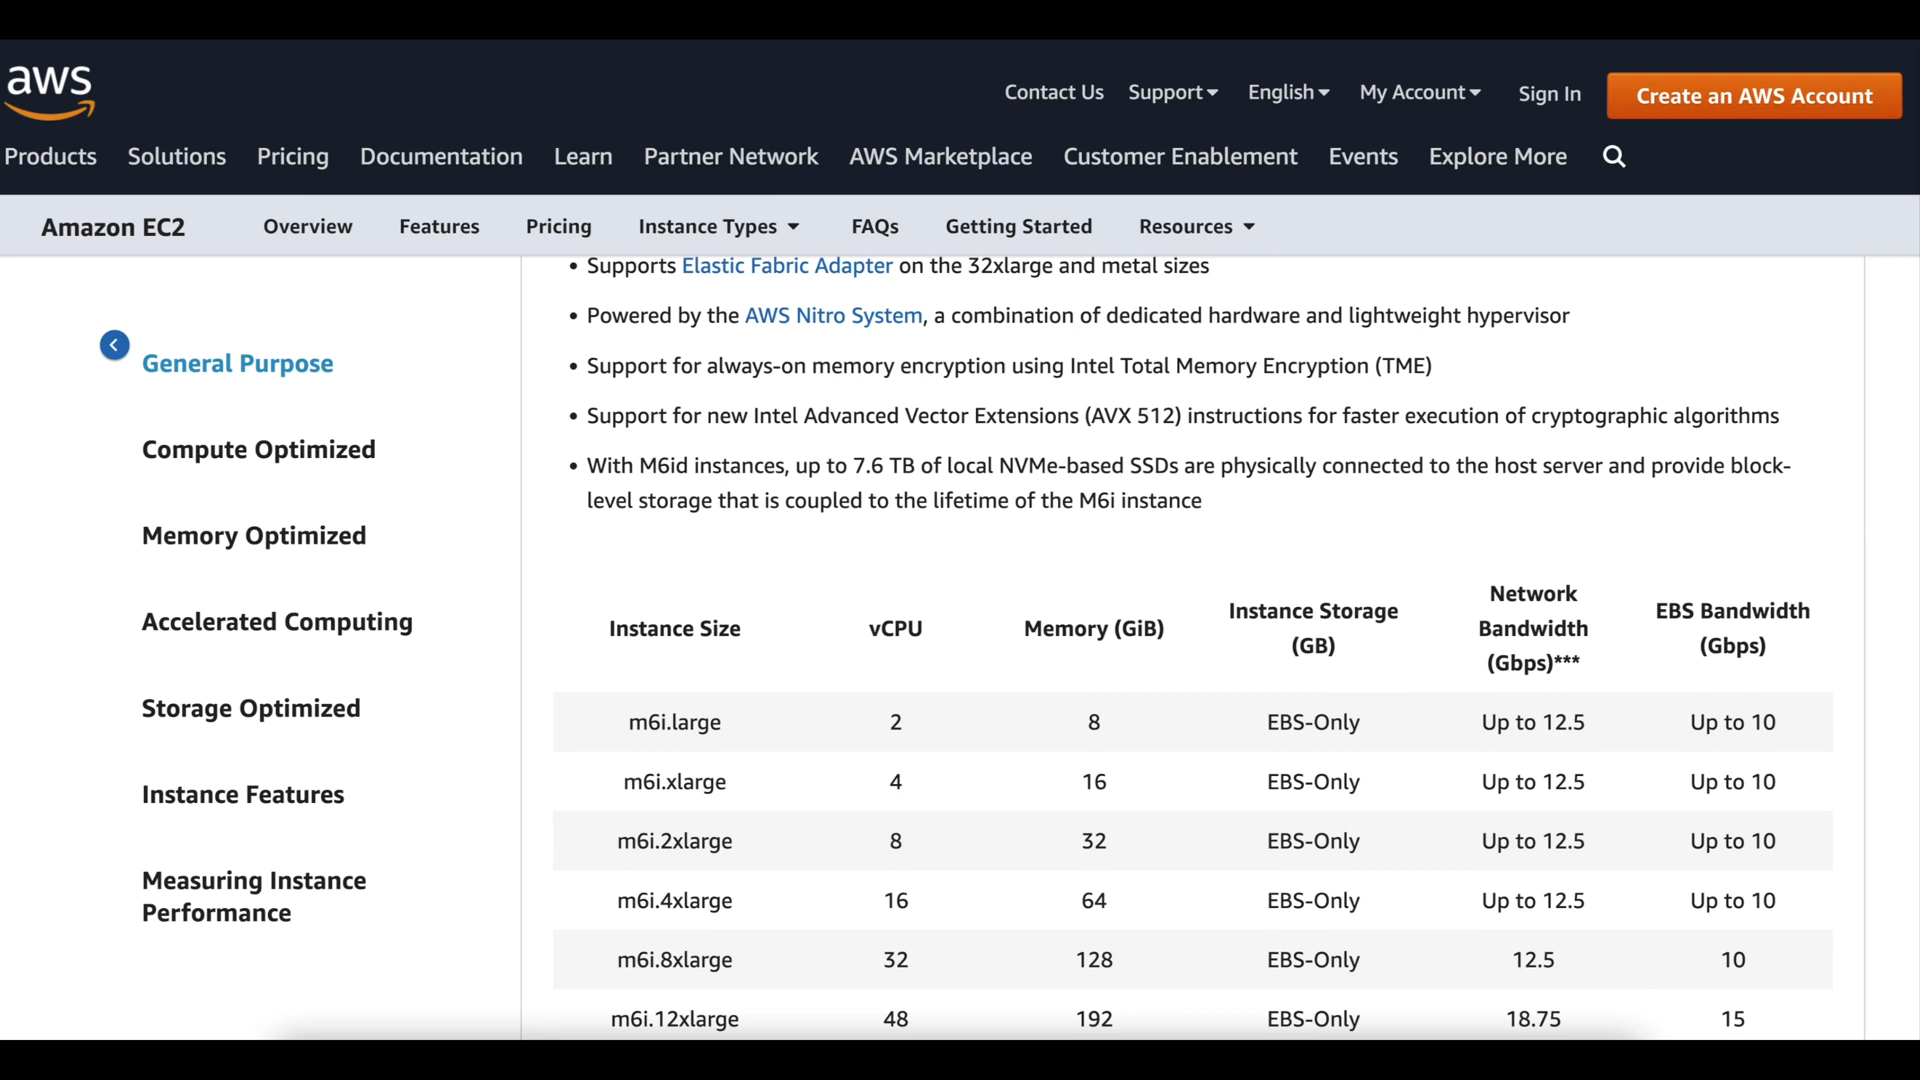 aws
Contact Us Support English My Account Sign In Create an AWS Account
Products Solutions Pricing Documentation Learn Partner Network AWS Marketplace Customer Enablement Events Explore More
Amazon EC2 Overview Features Pricing Instance Types FAQs Getting Started Resources
General Purpose
Compute Optimized
Memory Optimized
Accelerated Computing
Storage Optimized
Instance Features
Measuring Instance
Performance
• Supports Elastic Fabric Adapter on the 32xlarge and metal sizes
• Powered by the AWS Nitro System, a combination of dedicated hardware and lightweight hypervisor
• Support for always-on memory encryption using Intel Total Memory Encryption (TME)
• Support for new Intel Advanced Vector Extensions (AVX 512) instructions for faster execution of cryptographic algorithms
• With M6id instances, up to 7.6 TB of local NVMe-based SSDs are physically connected to the host server and provide block-
level storage that is coupled to the lifetime of the M6i instance
Instance Size vCPU Memory (GiB) Instance Storage (GB) Network Bandwidth (Gbps)*** EBS Bandwidth (Gbps)
m6i.large 2 8 EBS-Only Up to 12.5 Up to 10
m6i.xlarge 4 16 EBS-Only Up to 12.5 Up to 10
m6i.2xlarge 8 32 EBS-Only Up to 12.5 Up to 10
m6i.4xlarge 16 64 EBS-Only Up to 12.5 Up to 10
m6i.8xlarge 32 128 EBS-Only 12.5 10
m6i.12xlarge 48 192 EBS-Only 18.75 15